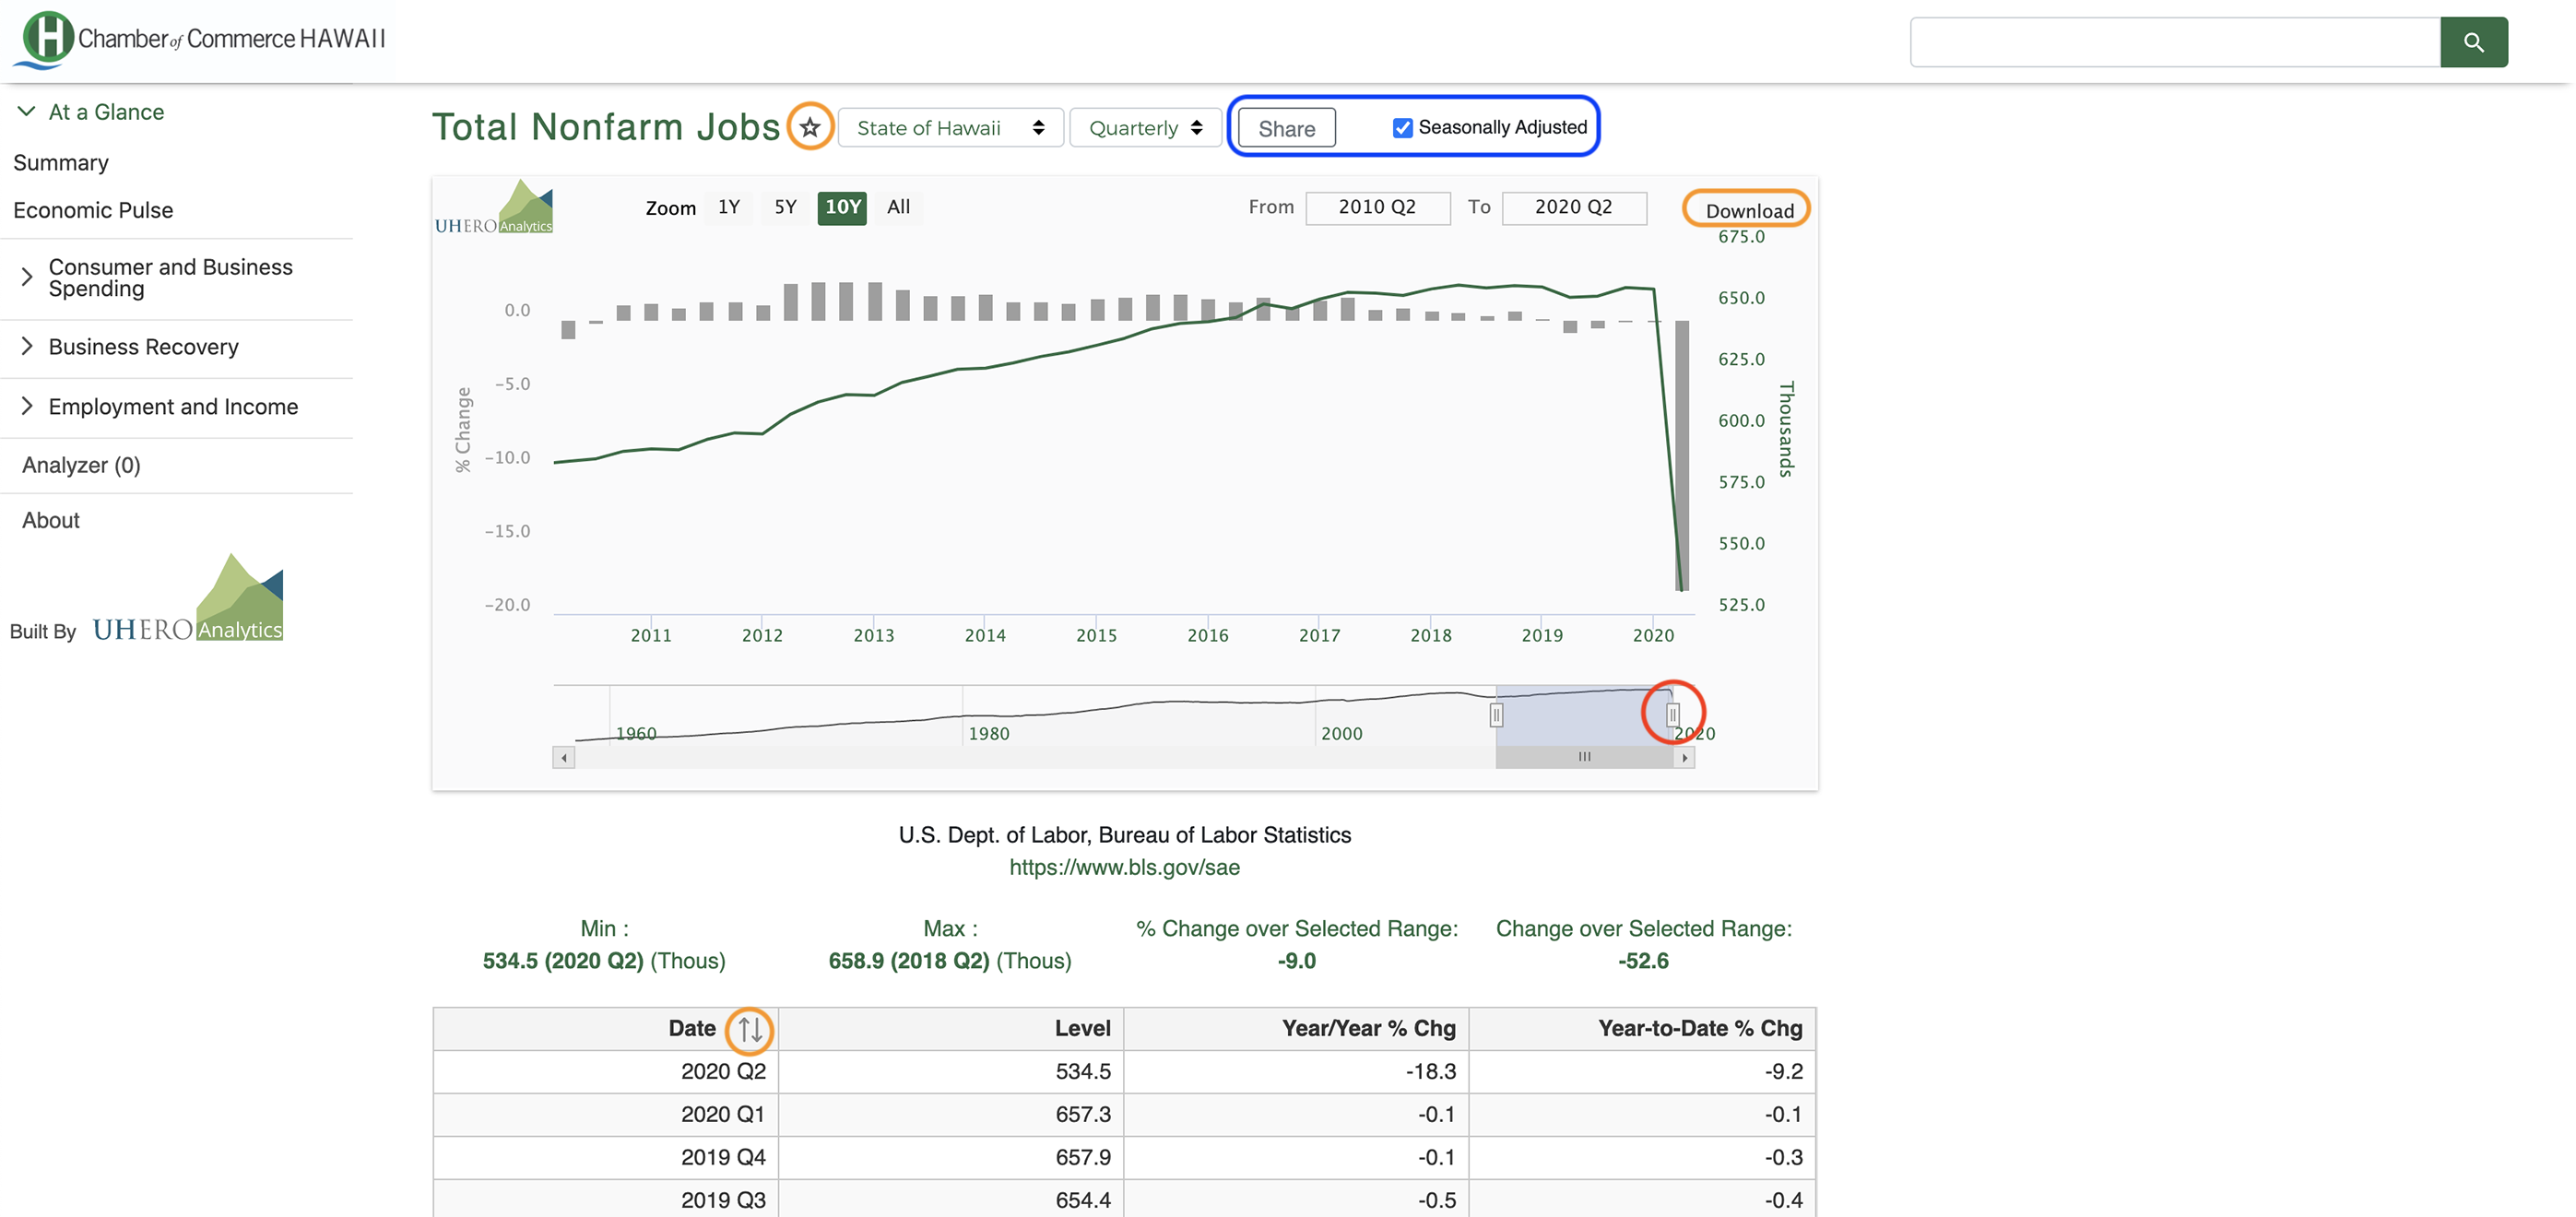 H Chamber of Commerce HAWAII
At a Glance
Summary
Economic Pulse
Consumer and Business
Spending
Business Recovery
Employment and Income
Analyzer (0)
About
Built By UHERO Analytics
Total Nonfarm Jobs State of Hawaii Quarterly Share Seasonally Adjusted
UHERO Analytics
Zoom 1Y 5Y 10Y All From 2010 Q2 To 2020 Q2 Download
% Change
0.0
-5.0
-10.0
-15.0
-20.0
675.0
650.0
625.0
600.0
575.0
550.0
525.0
Thousands
2011 2012 2013 2014 2015 2016 2017 2018 2019 2020
1960 1980 2000 2020
U.S. Dept. of Labor, Bureau of Labor Statistics
https://www.bls.gov/sae
Min : Max : % Change over Selected Range: Change over Selected Range:
534.5 (2020 Q2) (Thous) 658.9 (2018 Q2) (Thous) -9.0 -52.6
Date Level Year/Year % Chg Year-to-Date % Chg
2020 Q2 534.5 -18.3 -9.2
2020 Q1 657.3 -0.1 -0.1
2019 Q4 657.9 -0.1 -0.3
2019 Q3 654.4 -0.5 -0.4